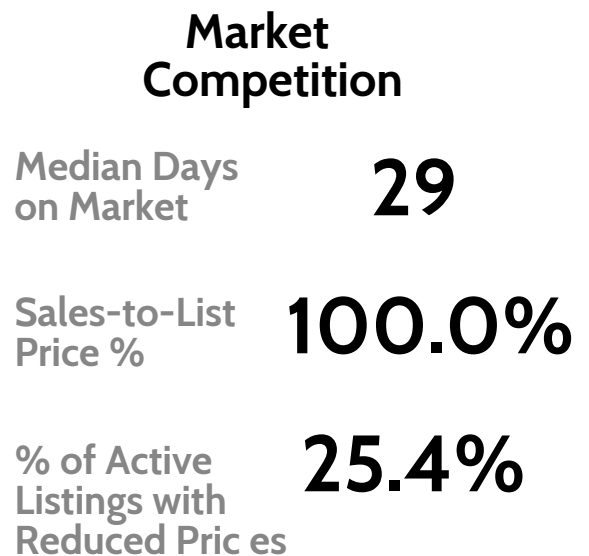 Market
Competition
Median Days
on Market
29
Sales-to-List
Price %
100.0%
% of Active
Listings with
Reduced Pric es
25.4%